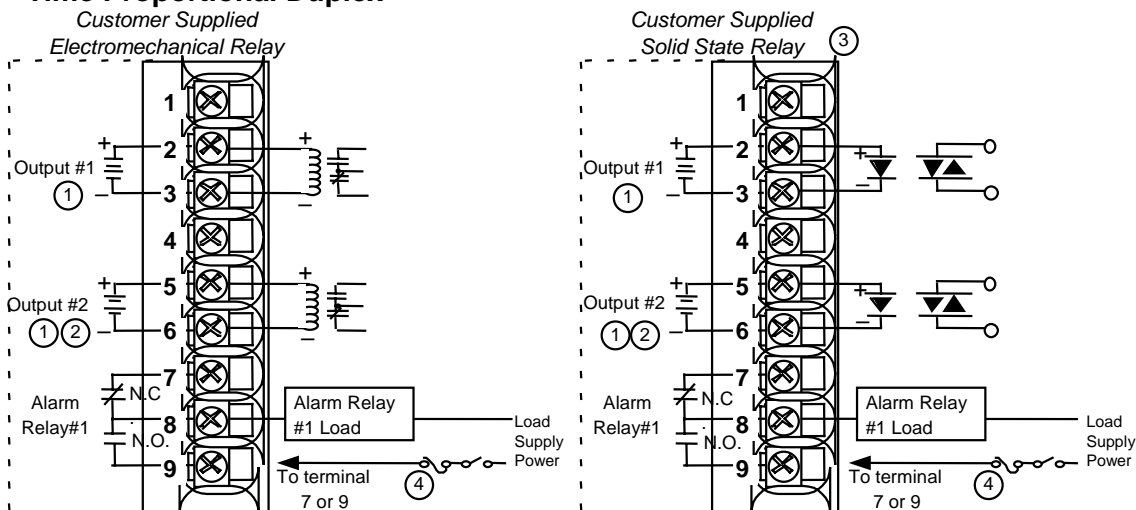 Time Proportional Duplex
Customer Supplied
Electromechanical Relay
1
2
3
4
5
6
7
8
9
+
Output #1
1
–
+
–
+
Output #2
1 2
–
+
–
Alarm
Relay#1
N.C
N.O.
Alarm Relay
#1 Load
Load
Supply
Power
To terminal
7 or 9
4
Customer Supplied
Solid State Relay
3
1
2
3
4
5
6
7
8
9
+
Output #1
1
–
+
–
+
Output #2
1 2
–
+
–
Alarm
Relay#1
N.C
N.O.
Alarm Relay
#1 Load
Load
Supply
Power
To terminal
7 or 9
4